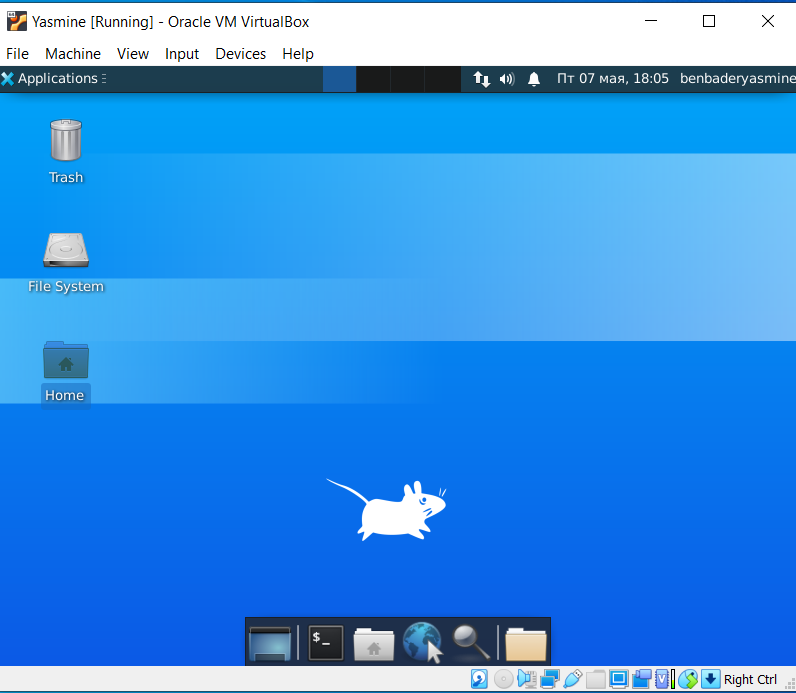 Yasmine [Running] - Oracle VM VirtualBox
File Machine View Input Devices Help
Applications Пт 07 мая, 18:05 benbaderyasmine
Trash
File System
Home
$_
Right Ctrl